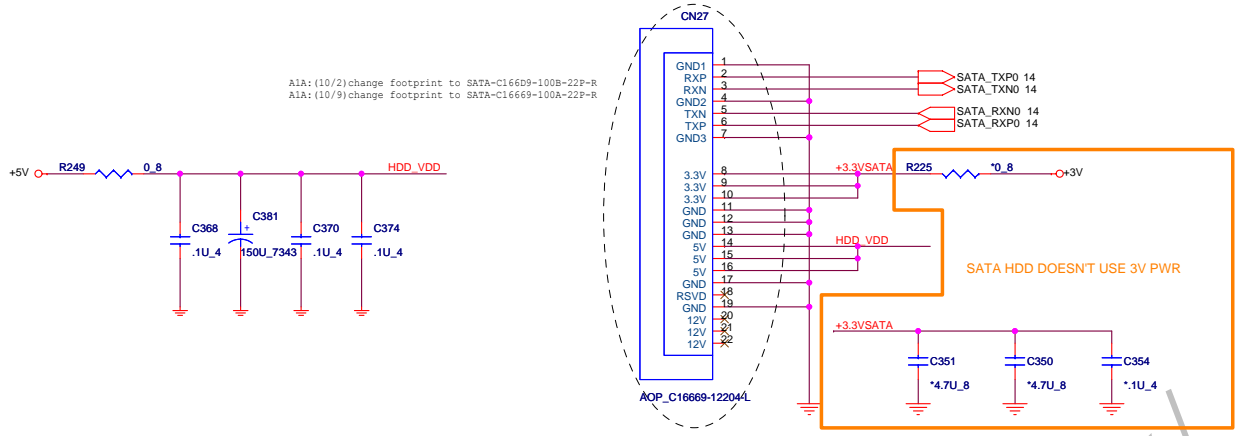 CN27
A1A:(10/2)change footprint to SATA-C166D9-100B-22P-R
A1A:(10/9)change footprint to SATA-C16669-100A-22P-R
GND1 1
RXP 2
RXN 3
GND2 4
TXN 5
TXP 6
GND3 7
SATA_TXP0 14
SATA_TXN0 14
SATA_RXN0 14
SATA_RXP0 14
+5V R249 0_8 HDD_VDD
C368 .1U_4
C381 + 150U_7343
C370 .1U_4
C374 .1U_4
3.3V 8 +3.3VSATA R225 *0_8 +3V
3.3V 9
3.3V 10
GND 11
GND 12
GND 13
5V 14 HDD_VDD
5V 15
5V 16
GND 17
RSVD 18
GND 19
12V 20
12V 21
12V 22
SATA HDD DOESN'T USE 3V PWR
+3.3VSATA
C351 *4.7U_8
C350 *4.7U_8
C354 *.1U_4
AOP_C16669-12204-L